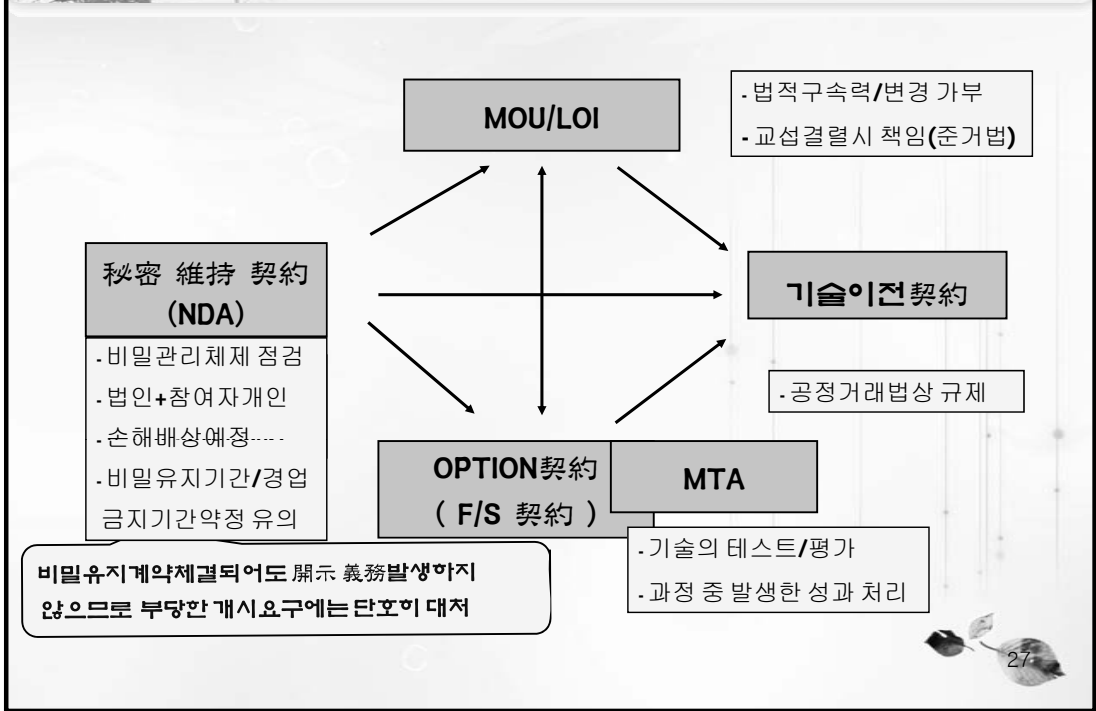 MOU/LOI
- 법적구속력/변경 가부
- 교섭결렬시 책임(준거법)
秘密 維持 契約
(NDA)
- 비밀관리체제 점검
- 법인+참여자개인
- 손해배상예정
- 비밀유지기간/경업
금지기간약정 유의
기술이전契約
- 공정거래법상 규제
OPTION契約
( F/S 契約 )
MTA
- 기술의 테스트/평가
- 과정 중 발생한 성과 처리
비밀유지계약체결되어도 開示 義務발생하지
않으므로 부당한 개시요구에는 단호히 대처
27